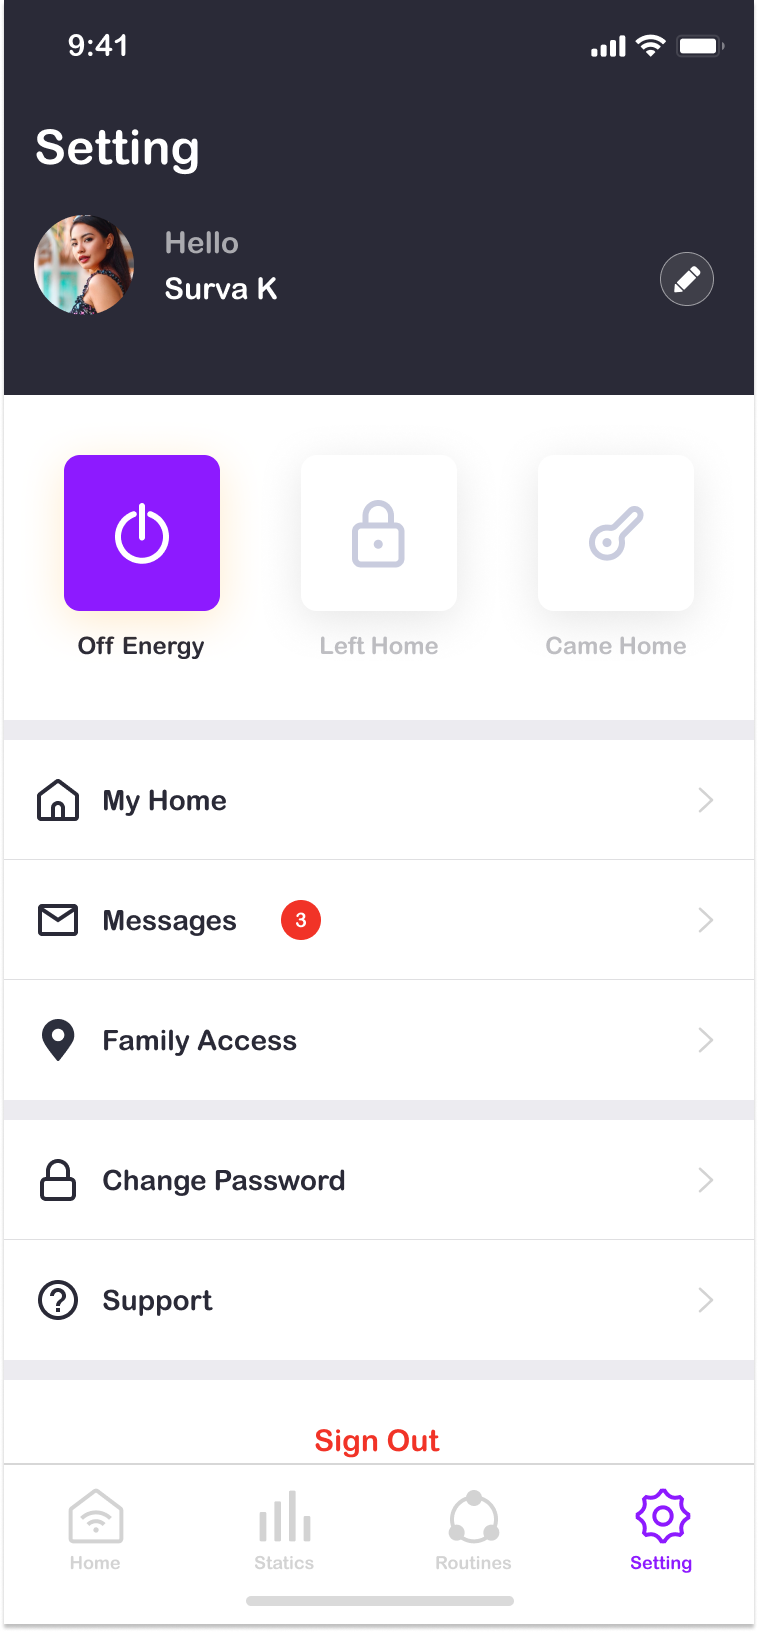 9:41
Setting
Hello
Surva K
Off Energy
Left Home
Came Home
My Home
Messages
3
Family Access
Change Password
Support
Sign Out
Home
Statics
Routines
Setting